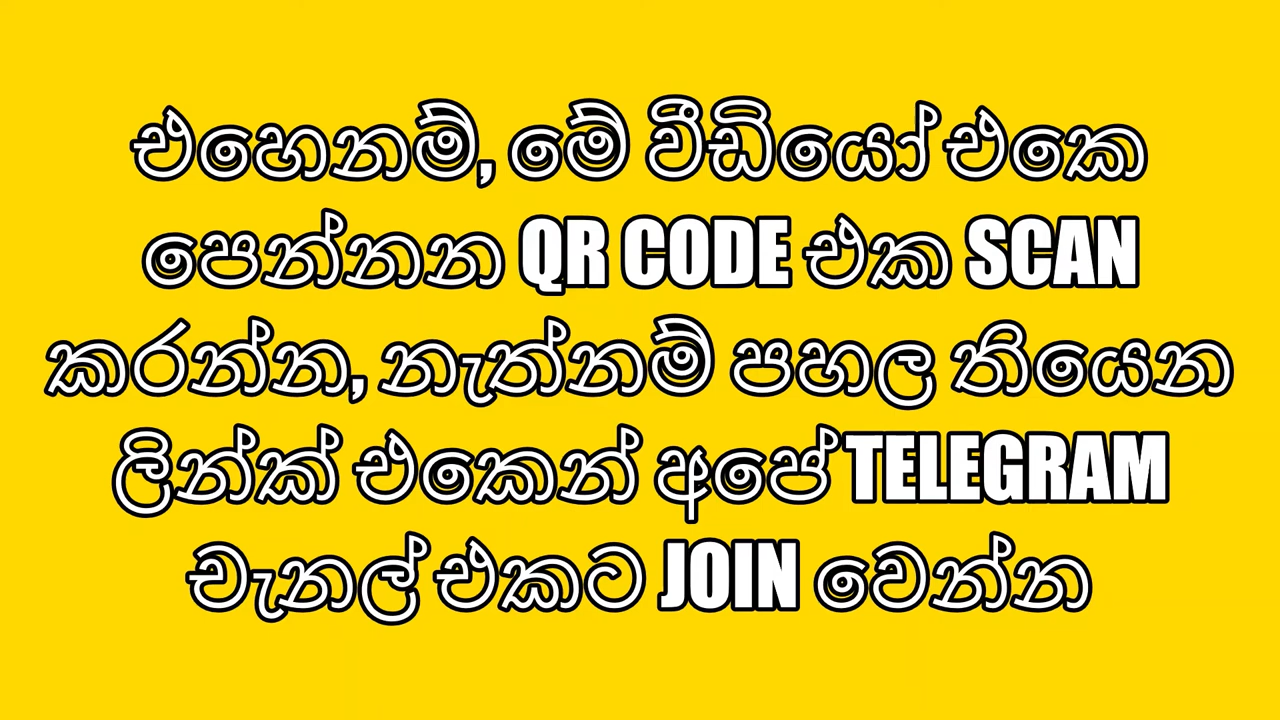 එහෙනම්, මේ වීඩියෝ එකෙ
පෙන්නන QR CODE එක SCAN
කරන්න, නැත්නම් පහල තියෙන
ලින්ක් එකෙන් අපේ TELEGRAM
චැනල් එකට JOIN වෙන්න